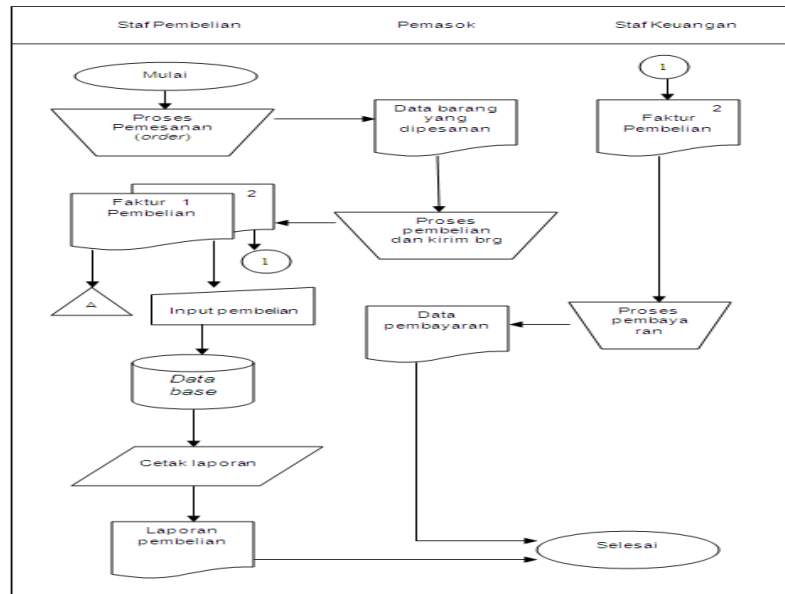 Staf Pembelian
Pemasok
Staf Keuangan
Mulai
Proses
Pemesanan
(order)
Data barang
yang
dipesanan
1
2
Faktur
Pembelian
2
Faktur 1
Pembelian
1
Proses
pembelian
dan kirim brg
A
Input pembelian
Data
pembayaran
Proses
pembaya
ran
Data
base
Cetak laporan
Laporan
pembelian
Selesai